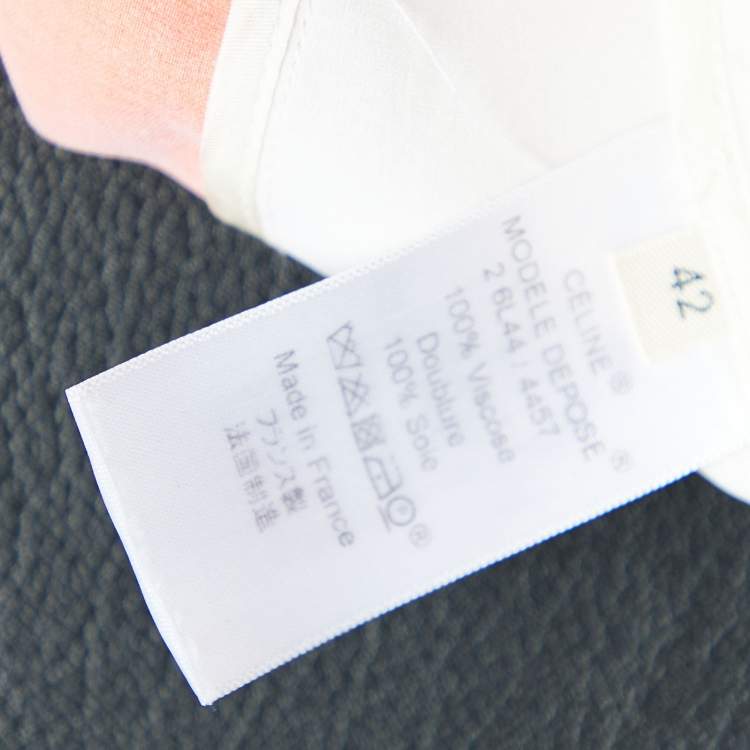 42
CÉLINE®
MODELE DEPOSE®
2 6L44 / 4457
100% Viscose
Doublure
100% Soie
Made in France
フランス製
法国制造